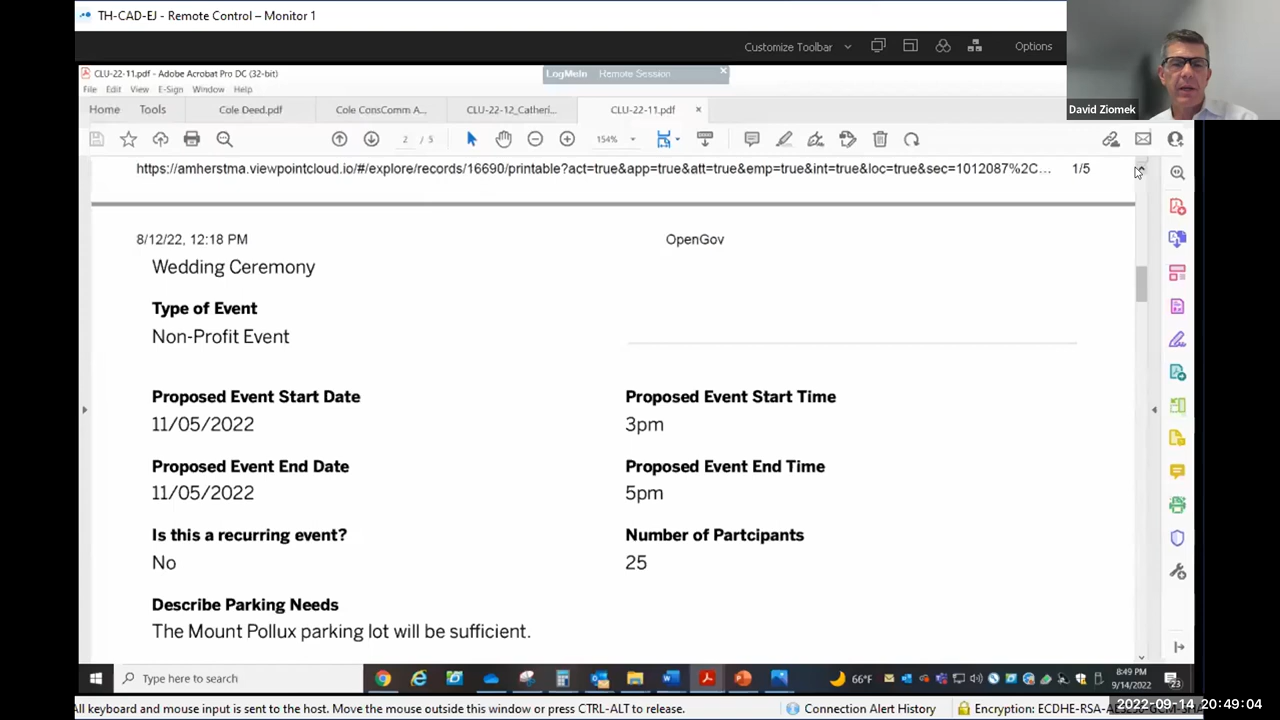 TH-CAD-EJ - Remote Control – Monitor 1
Customize Toolbar
Options
David Ziomek
CLU-22-11.pdf - Adobe Acrobat Pro DC (32-bit)
LogMeIn Remote Session
File Edit View E-Sign Window Help
Home Tools Cole Deed.pdf Cole ConsComm A... CLU-22-12_Catheri... CLU-22-11.pdf
2 / 5 154%
https://amherstma.viewpointcloud.io/#/explore/records/16690/printable?act=true&app=true&att=true&emp=true&int=true&loc=true&sec=1012087%2C... 1/5
8/12/22, 12:18 PM OpenGov
Wedding Ceremony
Type of Event
Non-Profit Event
Proposed Event Start Date Proposed Event Start Time
11/05/2022 3pm
Proposed Event End Date Proposed Event End Time
11/05/2022 5pm
Is this a recurring event? Number of Partcipants
No 25
Describe Parking Needs
The Mount Pollux parking lot will be sufficient.
Type here to search
66°F
8:49 PM
9/14/2022
23
All keyboard and mouse input is sent to the host. Move the mouse outside this window or press CTRL-ALT to release. Connection Alert History Encryption:
2022-09-14 20:49:04